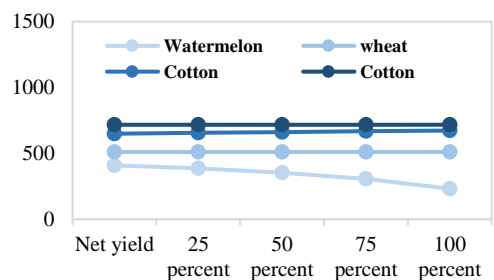 1500
1000
500
0
Watermelon wheat
Cotton Cotton
Net yield 25 50 75 100
percent percent percent percent